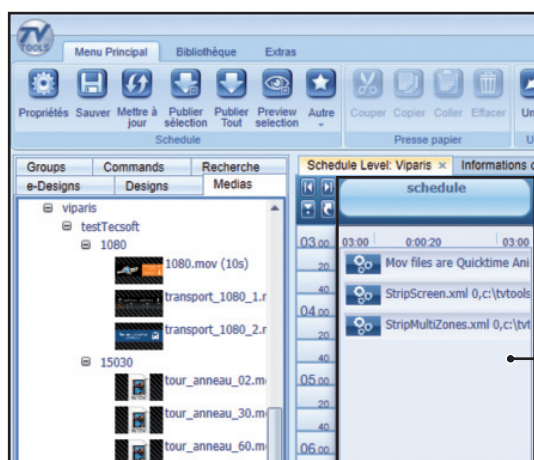 TV
TOOLS
Menu Principal Bibliothèque Extras
Propriétés Sauver Mettre à jour Publier sélection Publier Tout Preview selection Autre Couper Copier Coller Effacer Un
Schedule Presse papier U
Groups Commands Recherche
e-Designs Designs Medias
viparis
testTecsoft
1080
1080.mov (10s)
transport_1080_1.r
transport_1080_2.r
15030
tour_anneau_02.m
tour_anneau_30.m
tour_anneau_60.m
Schedule Level: Viparis × Informations
schedule
03:00 0:00:20 03:00
03 00
Mov files are Quicktime Ani
20
StripScreen.xml 0,c:\tvtools
40
04 00
StripMultiZones.xml 0,c:\tvt
20
40
05 00
20
40
06 00